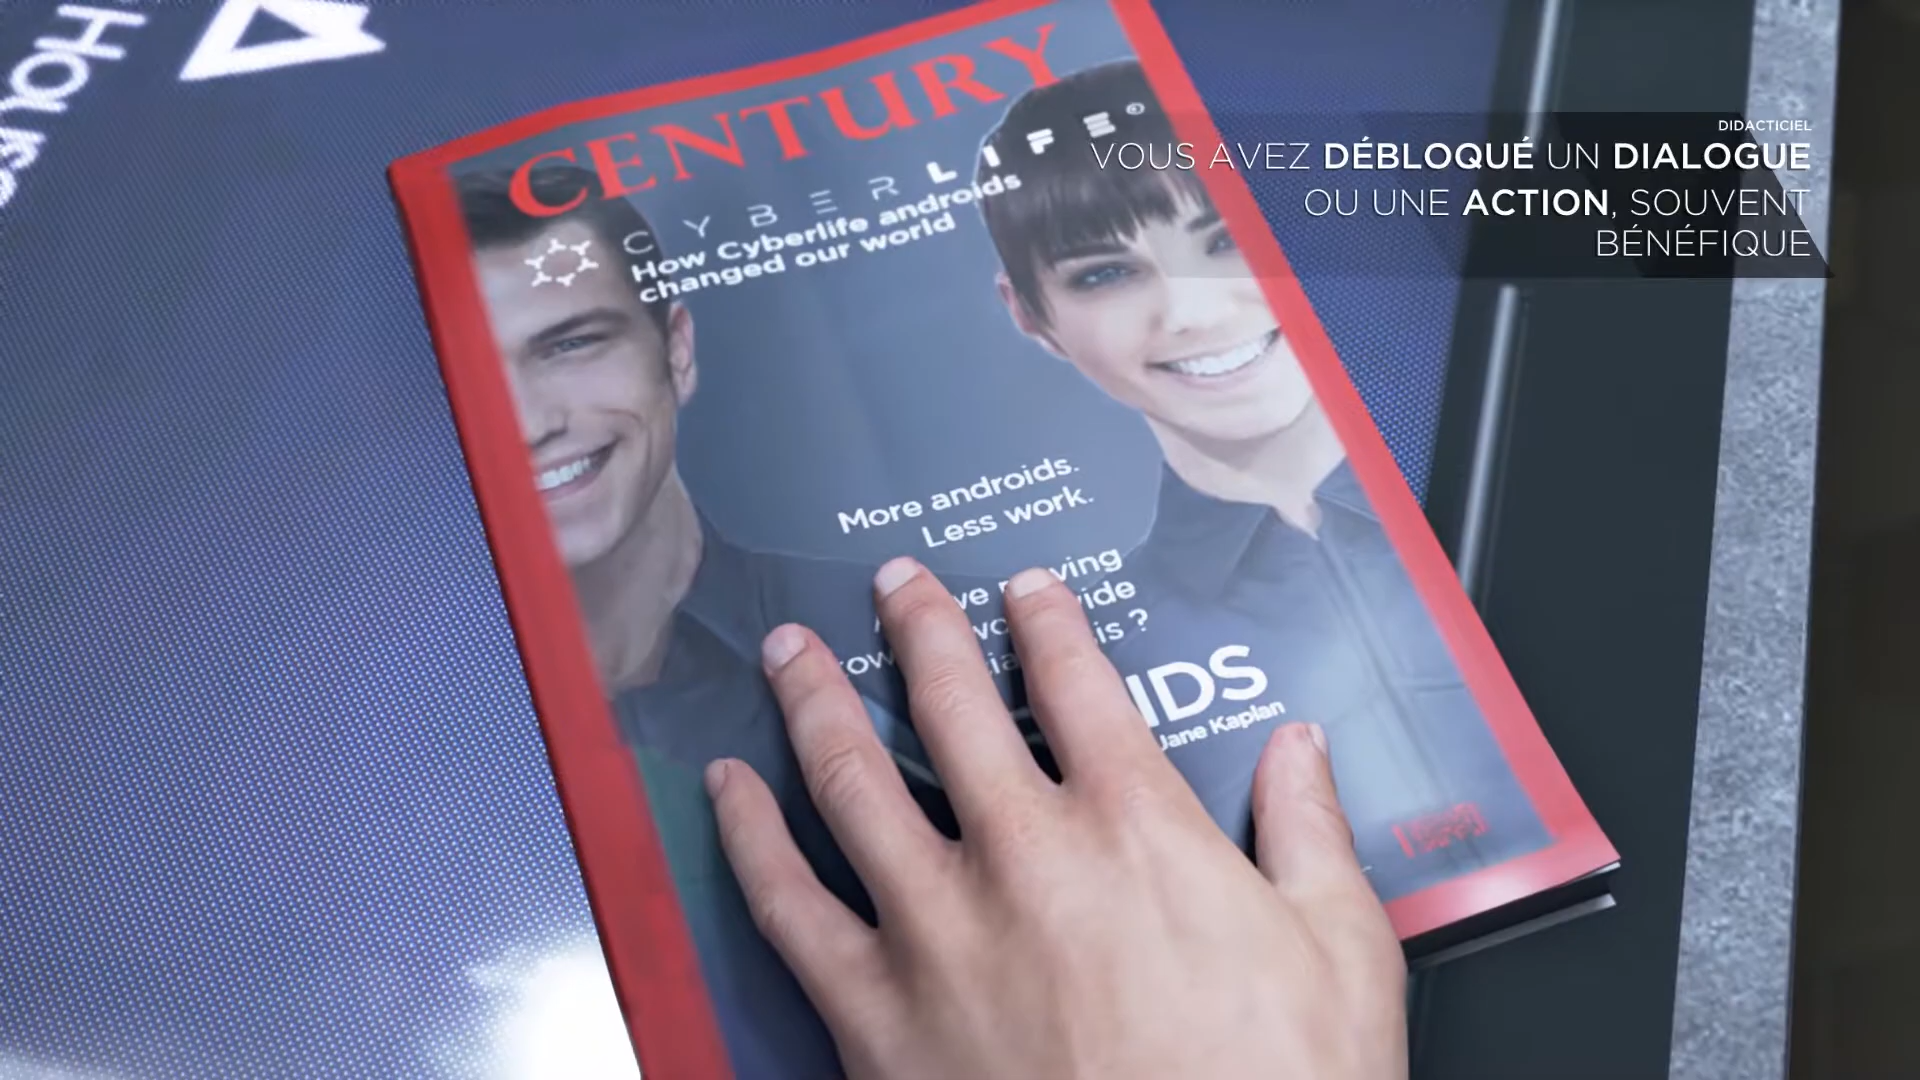 CENTURY
CYBERLIFE
How Cyberlife androids
changed our world
DIDACTICIEL
VOUS AVEZ DÉBLOQUÉ UN DIALOGUE
OU UNE ACTION, SOUVENT
BÉNÉFIQUE
More androids.
Less work.
Jane Kaplan